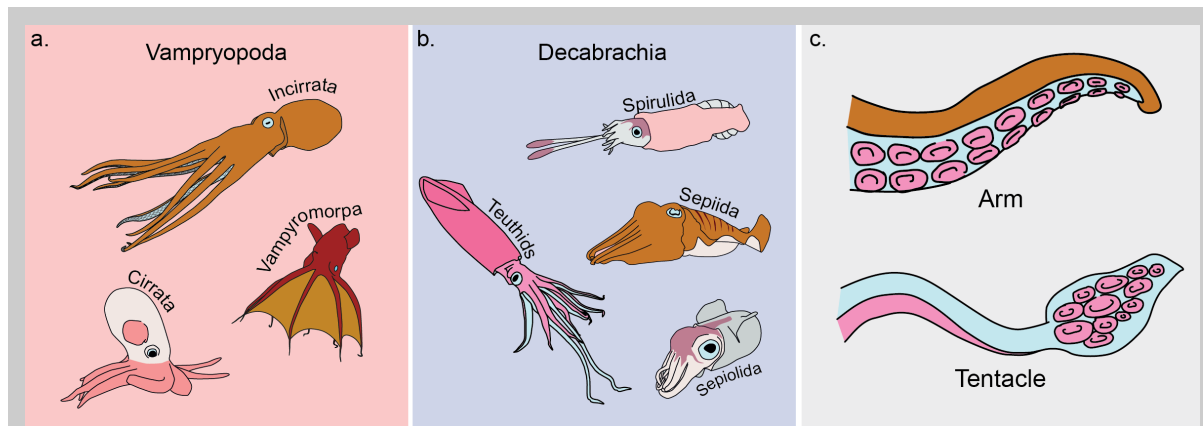 a.
Vampryopoda
Incirrata
Vampyromorpa
Cirrata
b.
Decabrachia
Spirulida
Teuthids
Sepiida
Sepiolida
c.
Arm
Tentacle